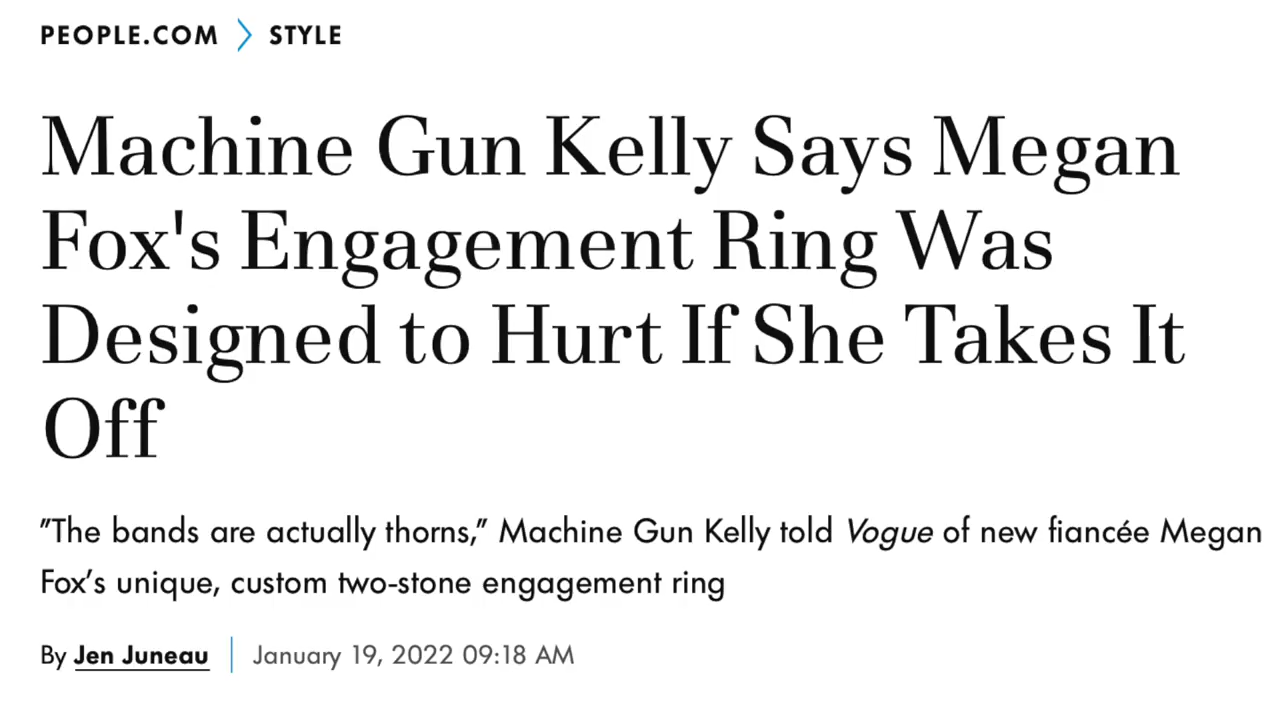 PEOPLE.COM > STYLE
Machine Gun Kelly Says Megan
Fox's Engagement Ring Was
Designed to Hurt If She Takes It
Off
"The bands are actually thorns," Machine Gun Kelly told Vogue of new fiancée Megan
Fox’s unique, custom two-stone engagement ring
By Jen Juneau | January 19, 2022 09:18 AM